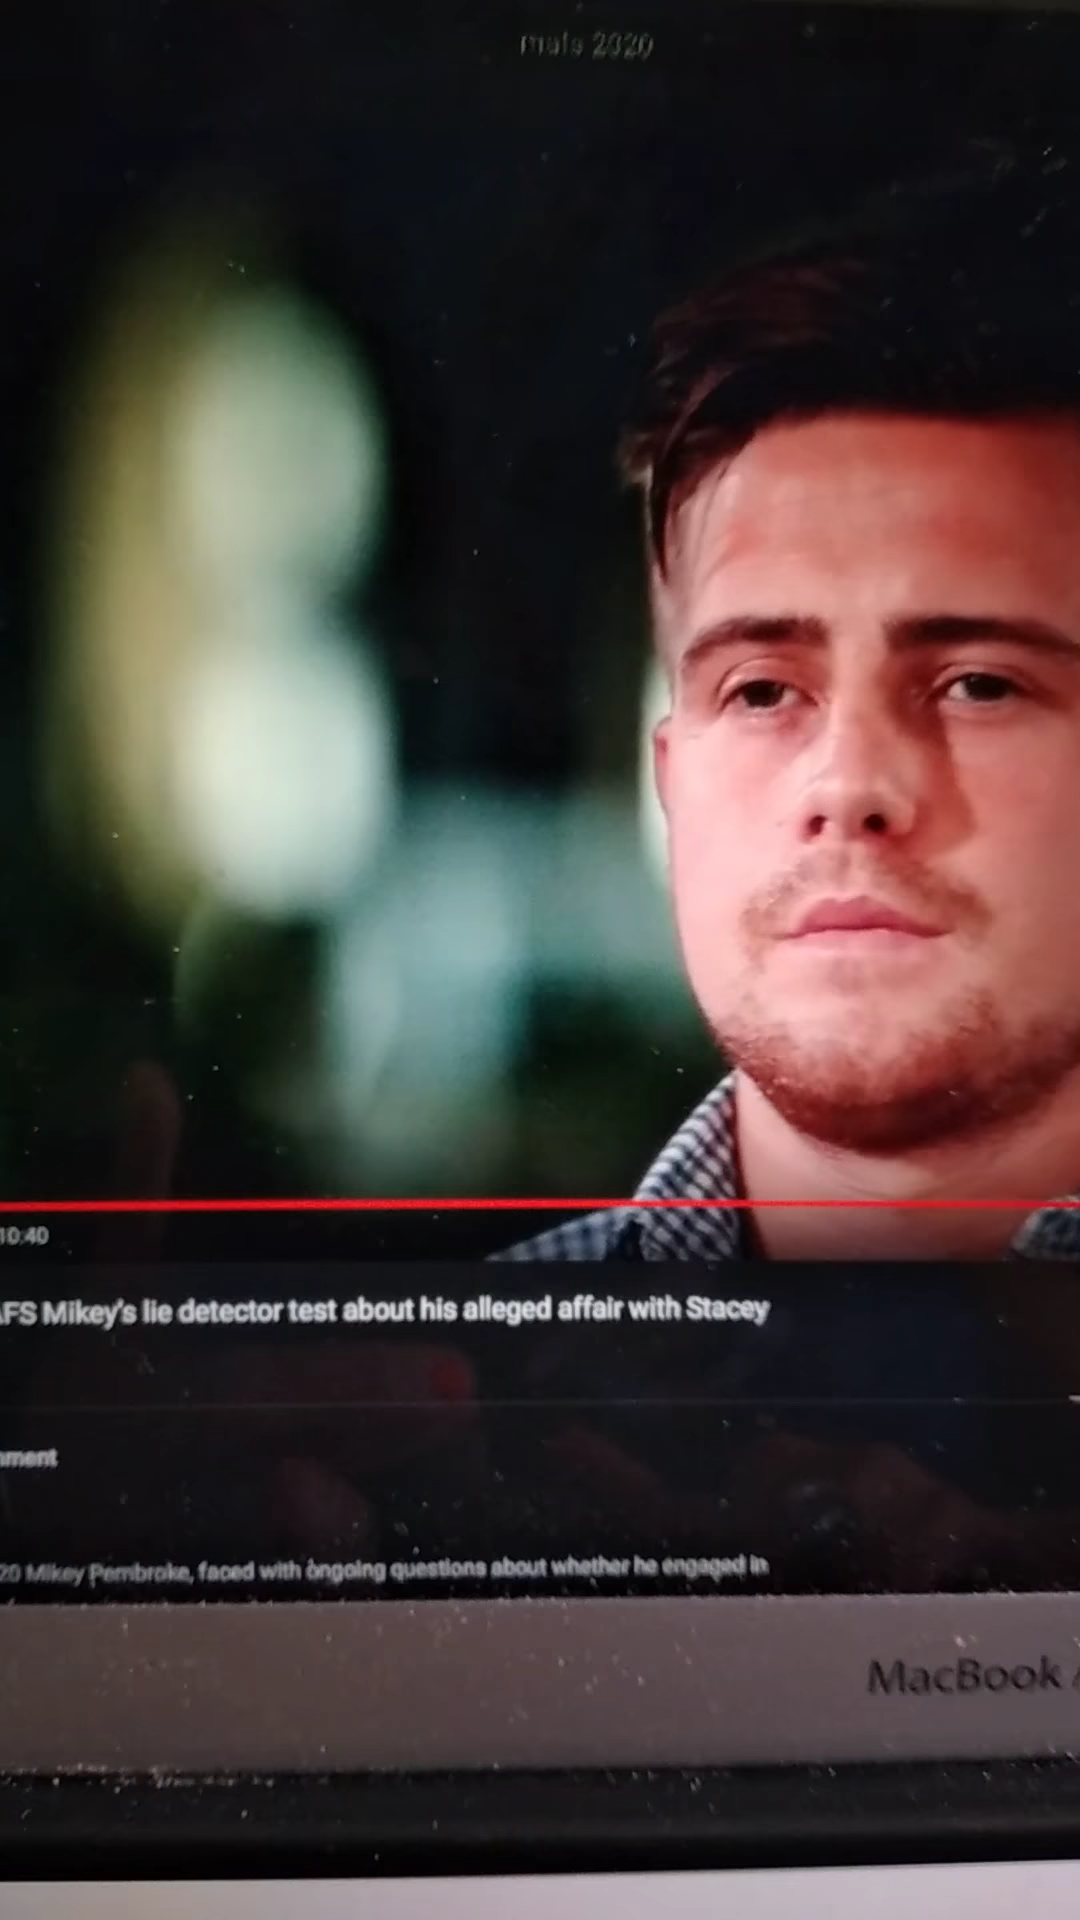 mafs 2020
10:40
AFS Mikey's lie detector test about his alleged affair with Stacey
mment
20 Mikey Pembroke, faced with ongoing questions about whether he engaged in
MacBook